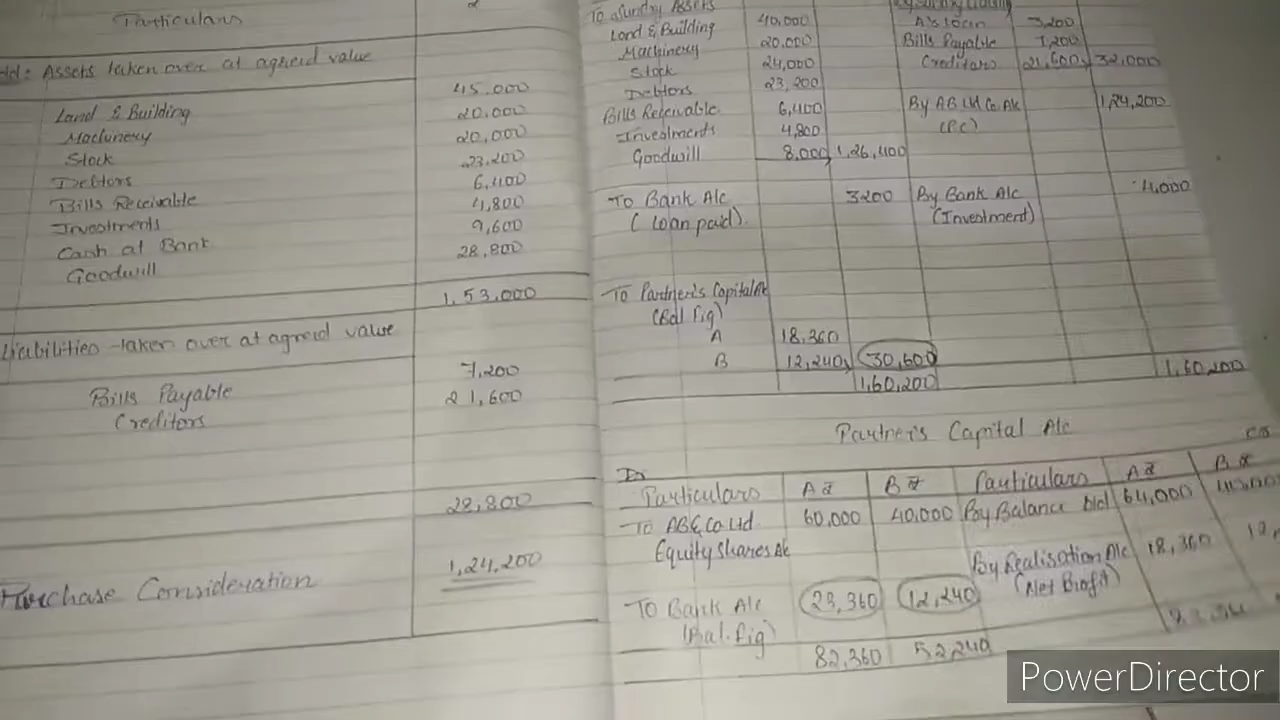 Particulars
Add: Assets taken over at agreed value
Land & Building 45,000
Machinery 20,000
Stock 20,000
Debtors 23,200
Bills Receivable 6,400
Investments 4,800
Cash at Bank 9,600
Goodwill 28,800
1,53,000
Liabilities taken over at agreed value
Bills Payable 7,200
Creditors 21,600
28,800
Purchase Consideration 1,24,200
To Sundry Assets
Land & Building 40,000 A's loan 3,200
Machinery 20,000 Bills Payable 7,200
Stock 24,000 Creditors 21,600 32,000
Debtors 23,200
Bills Receivable 6,400 By AB Ltd Co. A/c 1,24,200
Investments 4,800 (P.C)
Goodwill 8,000 1,26,400
To Bank A/c 3200 By Bank A/c 4,000
(loan paid) (Investment)
To Partner's Capital A/c
(Bal fig)
A 18,360
B 12,240 30,600
1,60,200 1,60,200
Partner's Capital A/c
Dr
Particulars A ₹ B ₹ Particulars A ₹ B ₹
To AB & Co Ltd 60,000 40,000 By Balance b/d 64,000
Equity Shares A/c By Realisation A/c 18,360
To Bank A/c 23,360 12,240 (Net Profit)
(Bal. fig)
82,360 52,240
PowerDirector